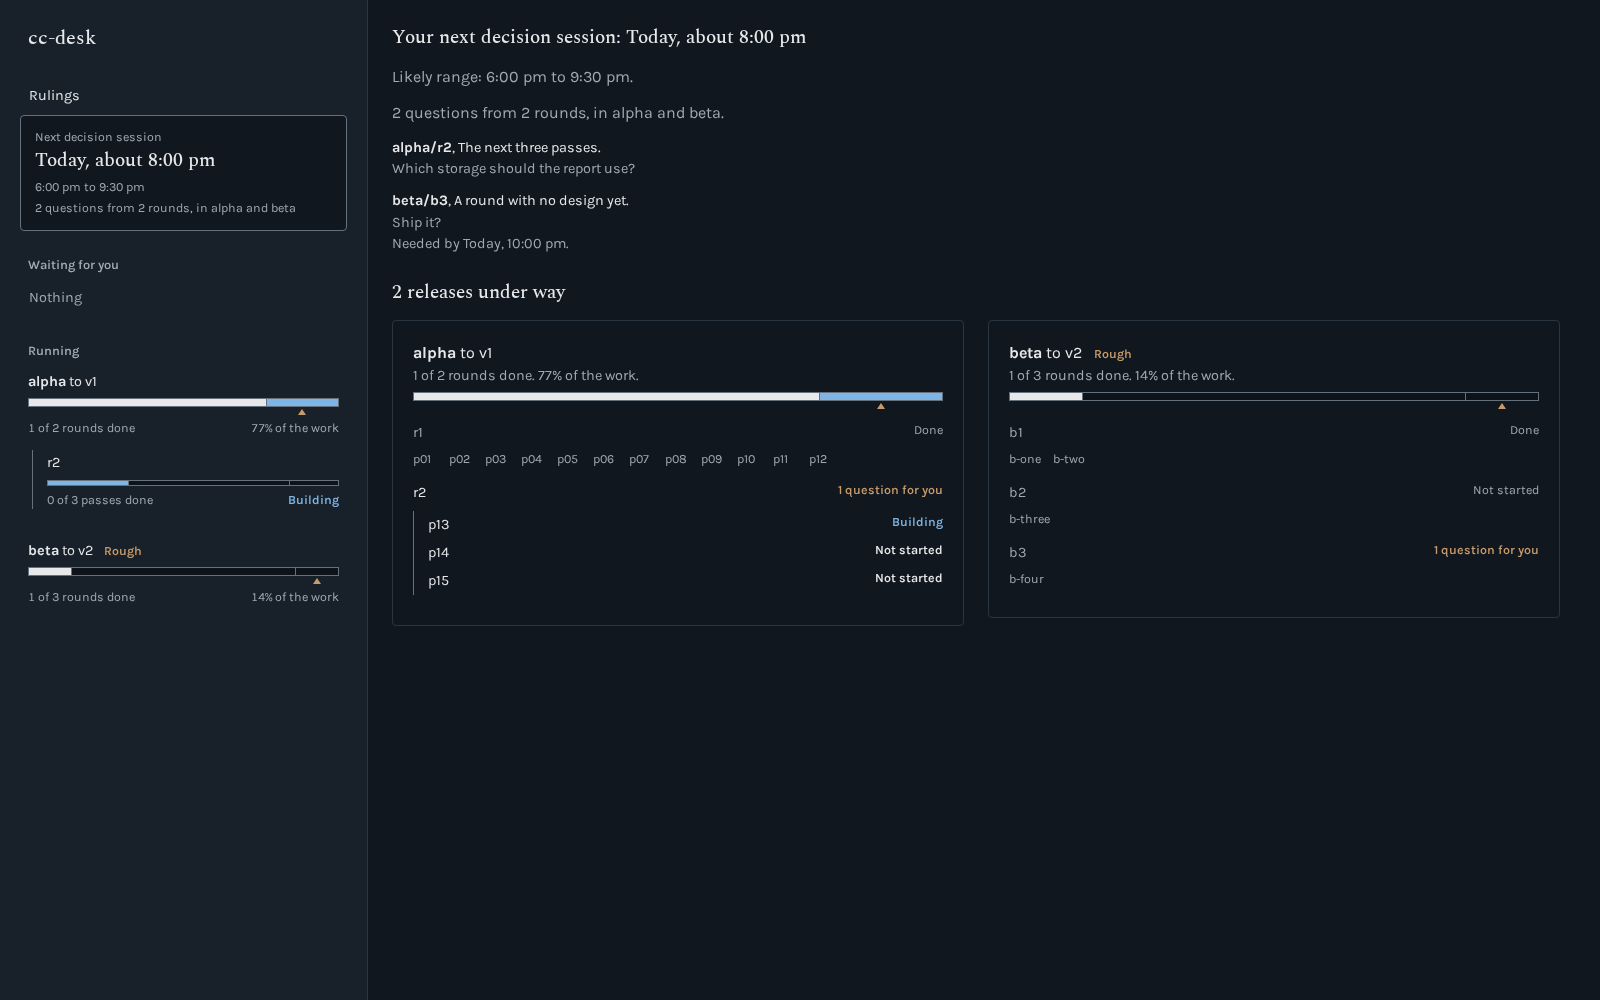 cc-desk
Rulings
Next decision session
Today, about 8:00 pm
6:00 pm to 9:30 pm
2 questions from 2 rounds, in alpha and beta
Waiting for you
Nothing
Running
alpha to v1
1 of 2 rounds done 77% of the work
r2
0 of 3 passes done Building
beta to v2 Rough
1 of 3 rounds done 14% of the work
Your next decision session: Today, about 8:00 pm
Likely range: 6:00 pm to 9:30 pm.
2 questions from 2 rounds, in alpha and beta.
alpha/r2, The next three passes.
Which storage should the report use?
beta/b3, A round with no design yet.
Ship it?
Needed by Today, 10:00 pm.
2 releases under way
alpha to v1
1 of 2 rounds done. 77% of the work.
r1 Done
p01 p02 p03 p04 p05 p06 p07 p08 p09 p10 p11 p12
r2 1 question for you
p13 Building
p14 Not started
p15 Not started
beta to v2 Rough
1 of 3 rounds done. 14% of the work.
b1 Done
b-one b-two
b2 Not started
b-three
b3 1 question for you
b-four